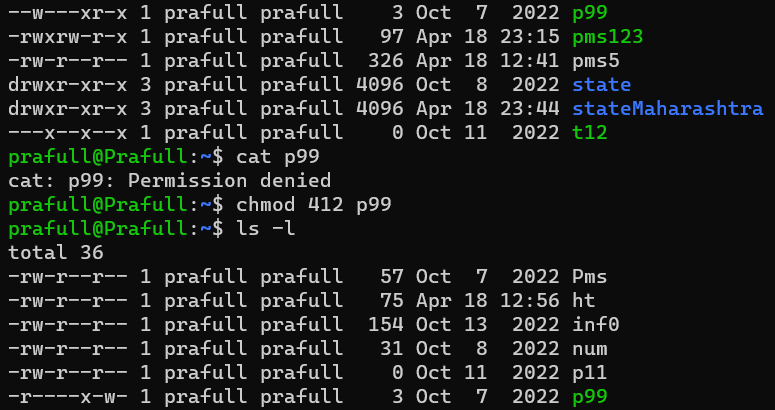 --w---xr-x 1 prafull prafull    3 Oct  7  2022 p99
-rwxrw-r-x 1 prafull prafull   97 Apr 18 23:15 pms123
-rw-r--r-- 1 prafull prafull  326 Apr 18 12:41 pms5
drwxr-xr-x 3 prafull prafull 4096 Oct  8  2022 state
drwxr-xr-x 3 prafull prafull 4096 Apr 18 23:44 stateMaharashtra
---x--x--x 1 prafull prafull    0 Oct 11  2022 t12
prafull@Prafull:~$ cat p99
cat: p99: Permission denied
prafull@Prafull:~$ chmod 412 p99
prafull@Prafull:~$ ls -l
total 36
-rw-r--r-- 1 prafull prafull   57 Oct  7  2022 Pms
-rw-r--r-- 1 prafull prafull   75 Apr 18 12:56 ht
-rw-r--r-- 1 prafull prafull  154 Oct 13  2022 inf0
-rw-r--r-- 1 prafull prafull   31 Oct  8  2022 num
-rw-r--r-- 1 prafull prafull    0 Oct 11  2022 p11
-r----x-w- 1 prafull prafull    3 Oct  7  2022 p99